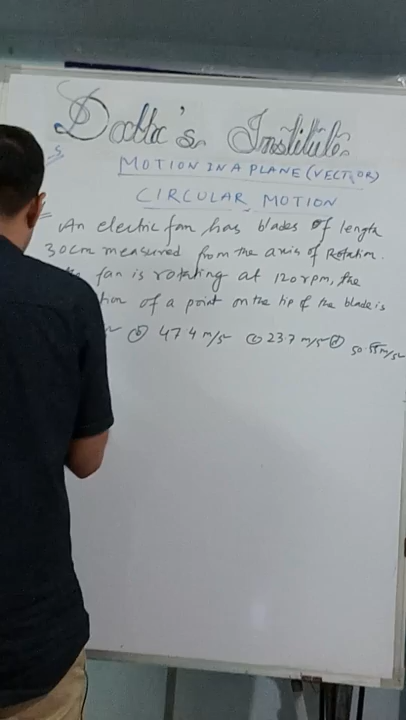 Datta's Institute
MOTION IN A PLANE (VECTOR)
CIRCULAR MOTION
An electric fan has blades of length
30cm measured from the axis of Rotation.
fan is rotating at 120 rpm, the
of a point on the tip of the blade is
ⓑ 47.4 m/s² ⓒ 23.7 m/s² ⓓ 50.55 m/s²